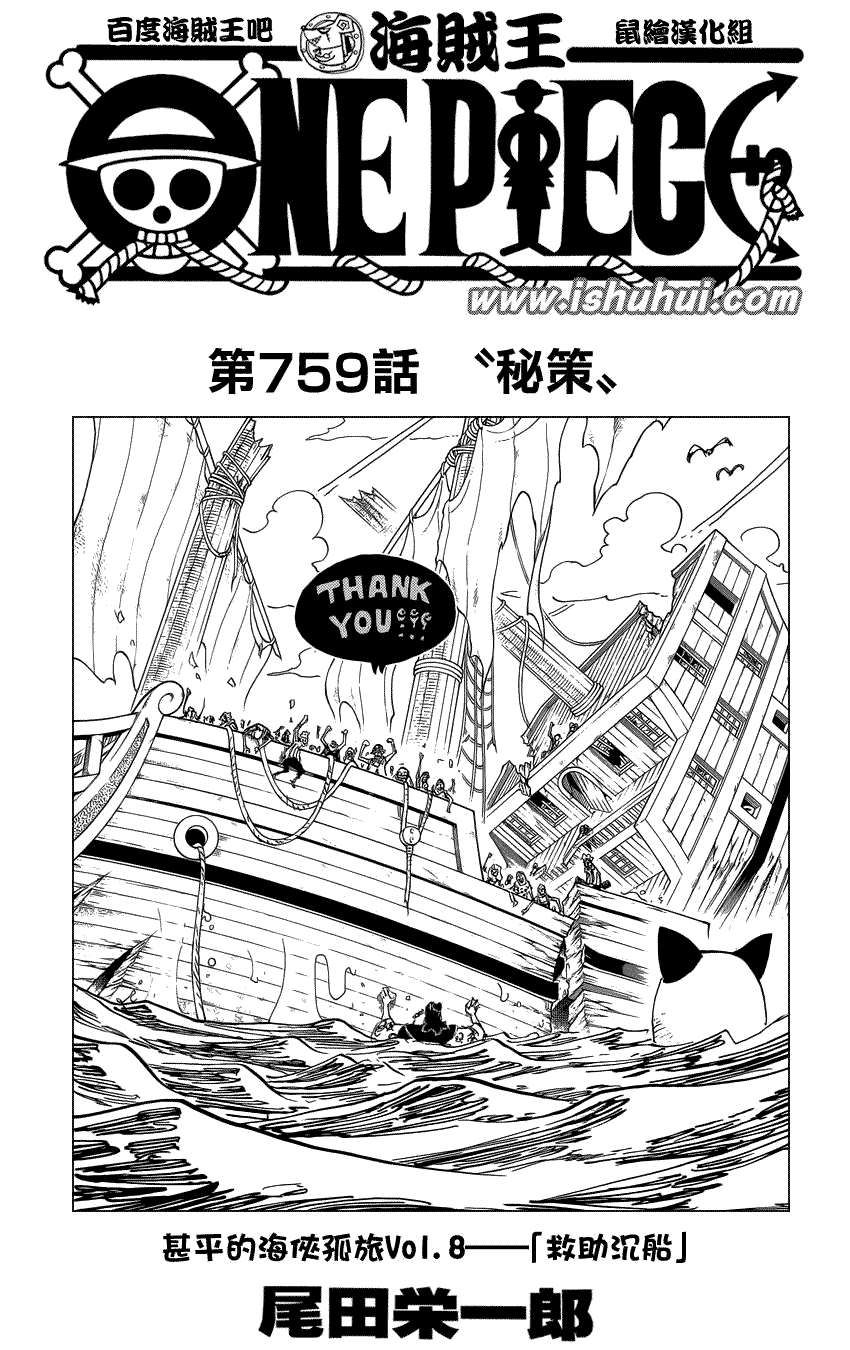 百度海賊王吧
海賊王
鼠繪漢化組
ONE PIECE
www.ishuhui.com
第759話 〝秘策〟
THANK
YOU!!!
甚平的海俠孤旅Vol.8——「救助沉船」
尾田栄一郎